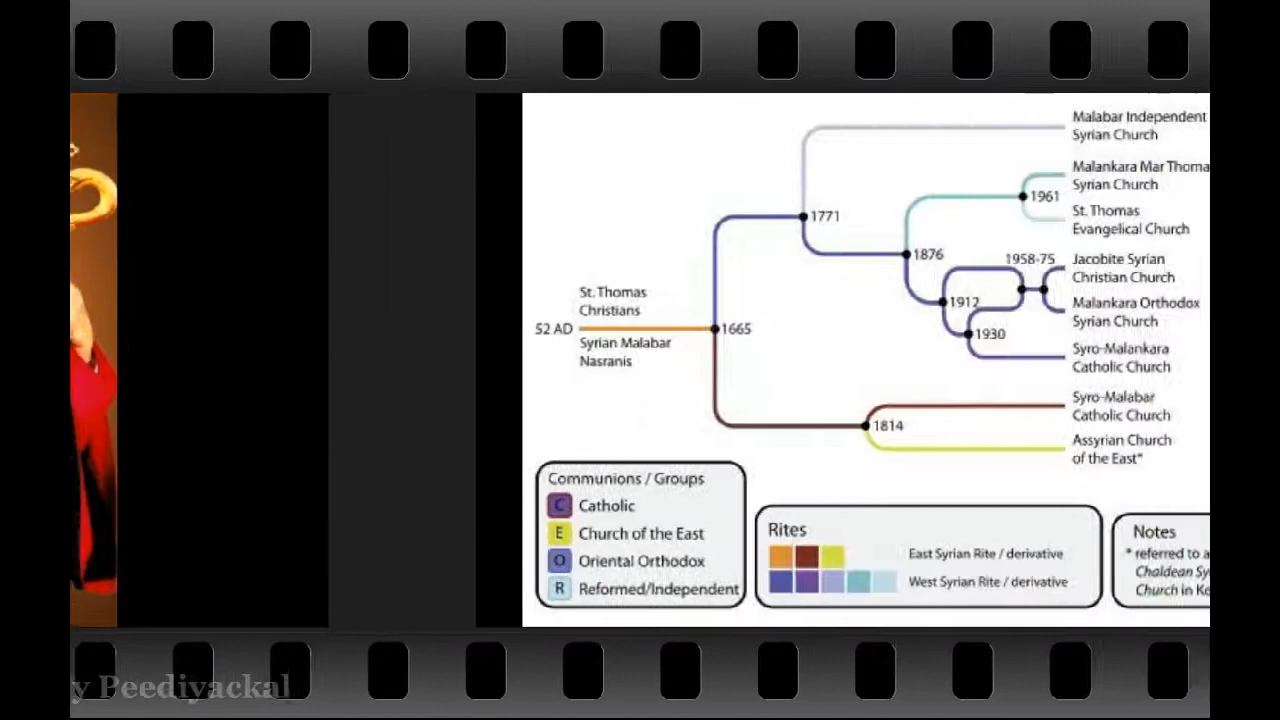 Malabar Independent
Syrian Church
Malankara Mar Thoma
Syrian Church
1961
St. Thomas
Evangelical Church
1771
1876
1958-75
Jacobite Syrian
Christian Church
1912
Malankara Orthodox
Syrian Church
1930
Syro-Malankara
Catholic Church
St. Thomas
Christians
52 AD
1665
Syrian Malabar
Nasranis
Syro-Malabar
Catholic Church
1814
Assyrian Church
of the East*
Communions / Groups
C Catholic
E Church of the East
O Oriental Orthodox
R Reformed/Independent
Rites
East Syrian Rite / derivative
West Syrian Rite / derivative
Notes
* referred to a
Chaldean Sy
Church in Ke
y Peediyackal